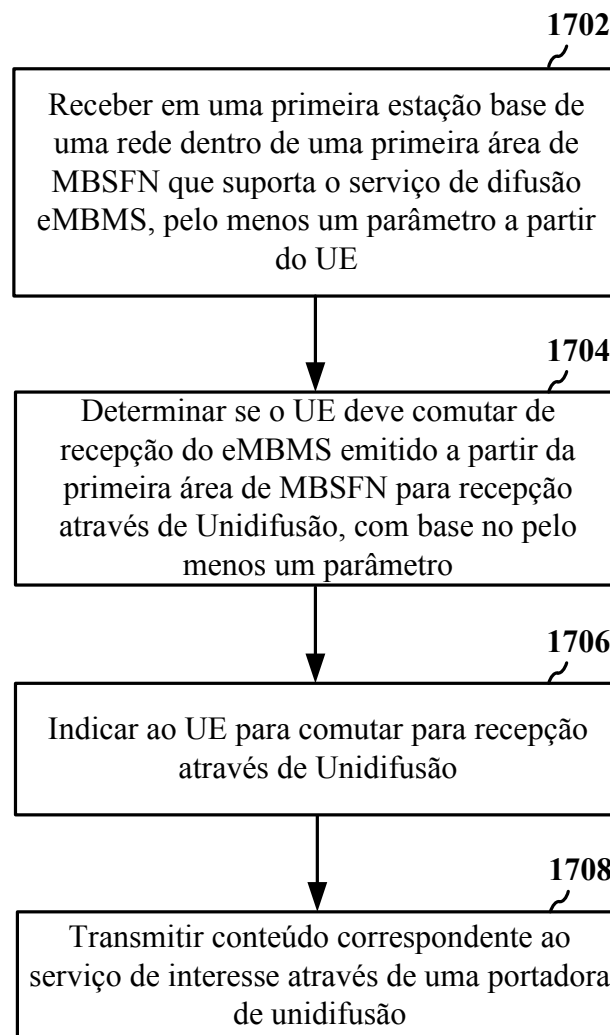 1702
Receber em uma primeira estação base de
uma rede dentro de uma primeira área de
MBSFN que suporta o serviço de difusão
eMBMS, pelo menos um parâmetro a partir
do UE
1704
Determinar se o UE deve comutar de
recepção do eMBMS emitido a partir da
primeira área de MBSFN para recepção
através de Unidifusão, com base no pelo
menos um parâmetro
1706
Indicar ao UE para comutar para recepção
através de Unidifusão
1708
Transmitir conteúdo correspondente ao
serviço de interesse através de uma portadora
de unidifusão